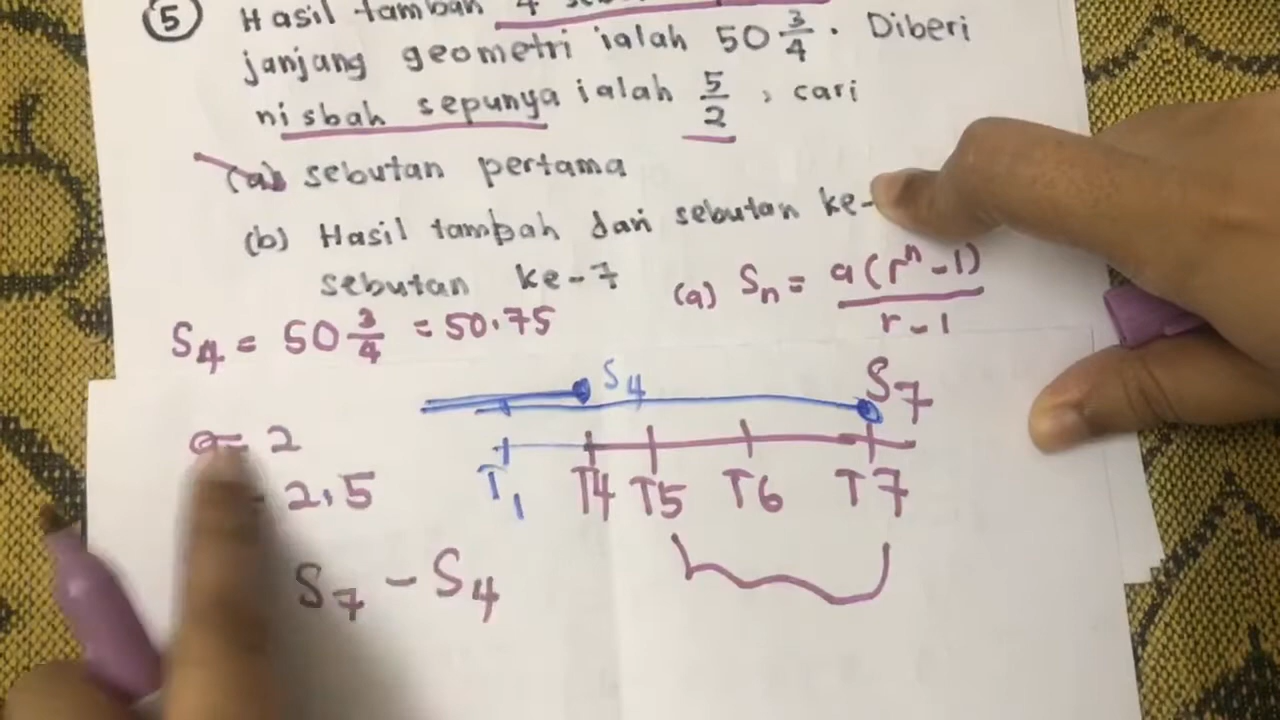 5 Hasil tambah 4
janjang geometri ialah 50 3/4 . Diberi
nisbah sepunya ialah 5/2 , cari
(a) sebutan pertama
(b) Hasil tambah dari sebutan ke-
sebutan ke-7
(a) Sn = a(r^n - 1) / r - 1
S4 = 50 3/4 = 50.75
S4
S7
a = 2
T1 T4 T5 T6 T7
= 2.5
S7 - S4